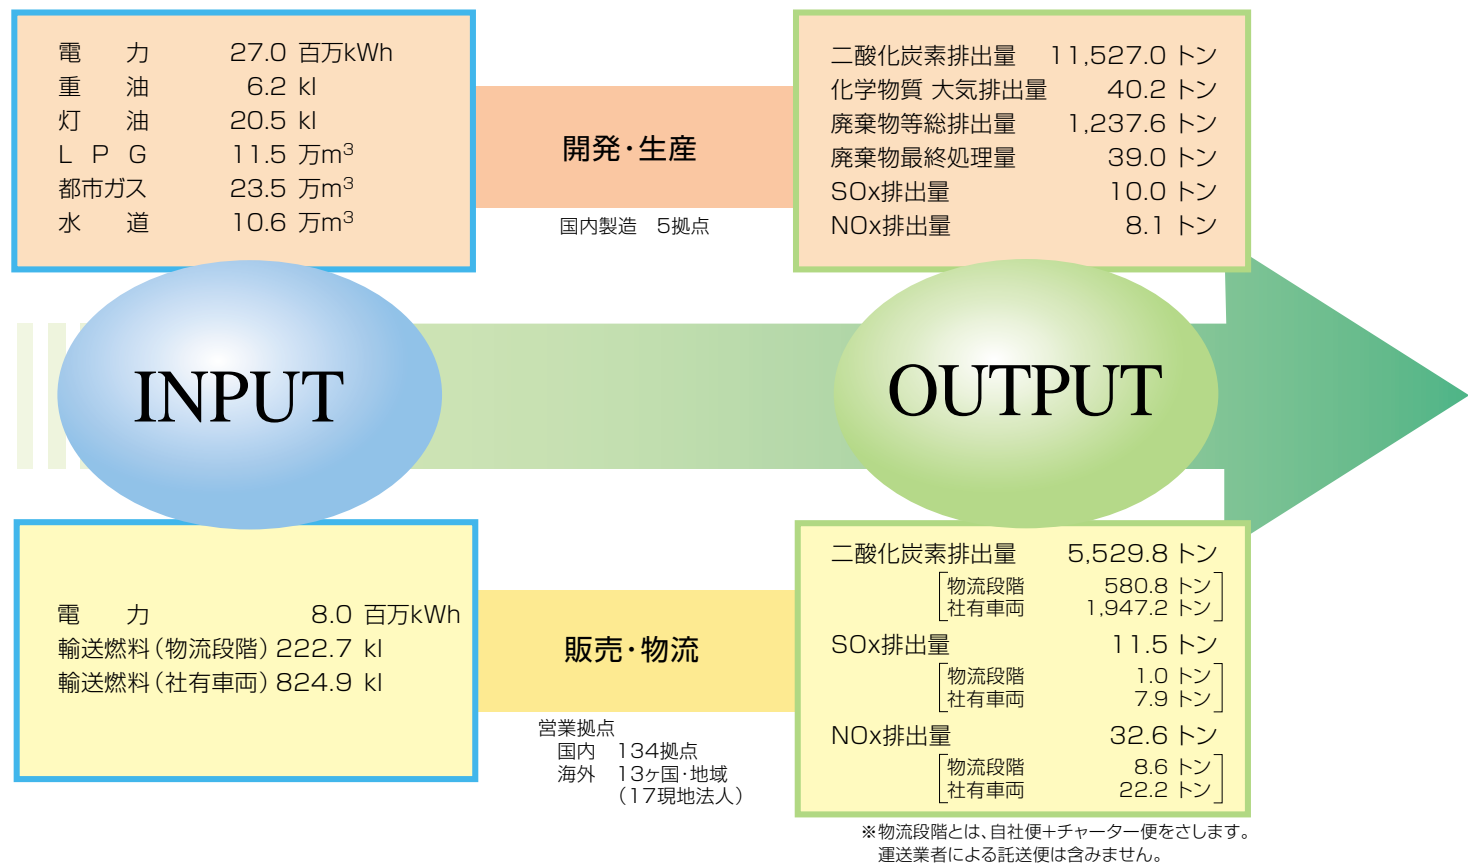 電力 27.0 百万kWh
重油 6.2 kl
灯油 20.5 kl
LPG 11.5 万m³
都市ガス 23.5 万m³
水道 10.6 万m³
開発・生産
国内製造 5拠点
二酸化炭素排出量 11,527.0 トン
化学物質 大気排出量 40.2 トン
廃棄物等総排出量 1,237.6 トン
廃棄物最終処理量 39.0 トン
SOx排出量 10.0 トン
NOx排出量 8.1 トン
INPUT
OUTPUT
電力 8.0 百万kWh
輸送燃料（物流段階） 222.7 kl
輸送燃料（社有車両） 824.9 kl
販売・物流
営業拠点
国内 134拠点
海外 13ヶ国・地域
（17現地法人）
二酸化炭素排出量 5,529.8 トン
物流段階 580.8 トン
社有車両 1,947.2 トン
SOx排出量 11.5 トン
物流段階 1.0 トン
社有車両 7.9 トン
NOx排出量 32.6 トン
物流段階 8.6 トン
社有車両 22.2 トン
※物流段階とは、自社便+チャーター便をさします。
運送業者による託送便は含みません。